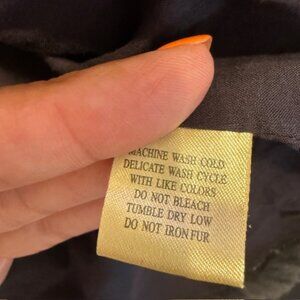 MACHINE WASH COLD
DELICATE WASH CYCLE
WITH LIKE COLORS
DO NOT BLEACH
TUMBLE DRY LOW
DO NOT IRON FUR